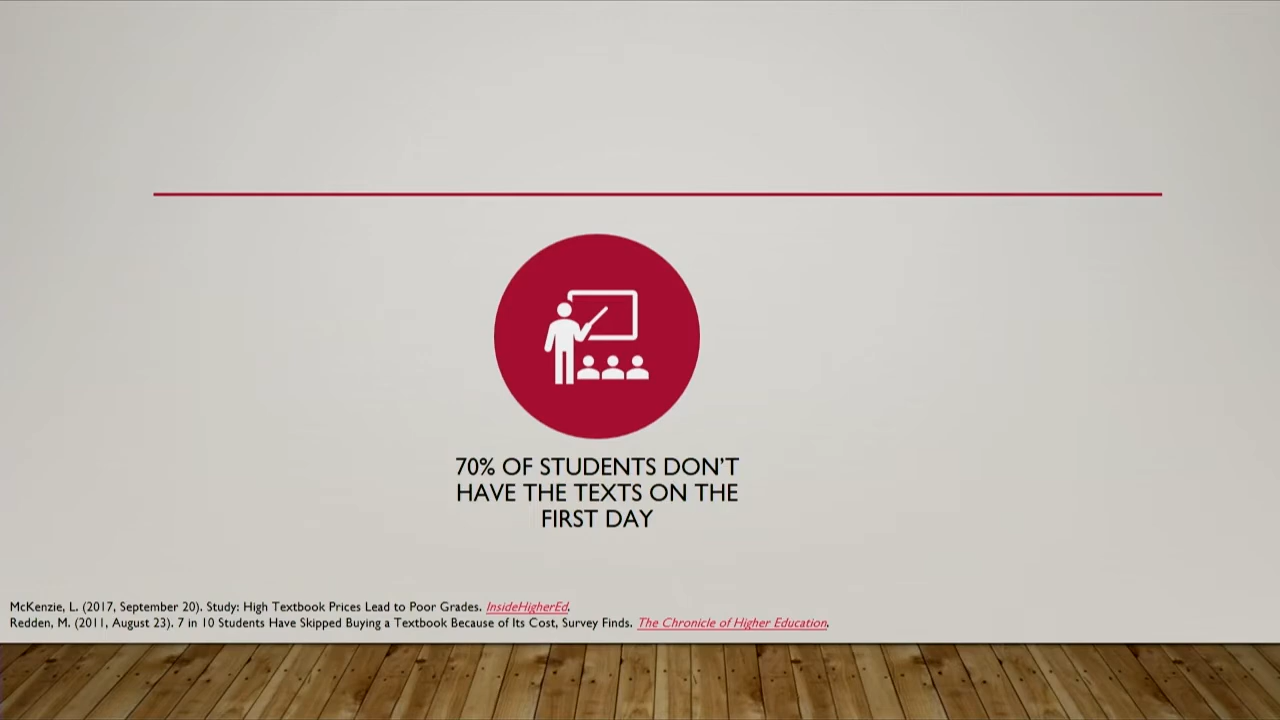 70% OF STUDENTS DON'T
HAVE THE TEXTS ON THE
FIRST DAY
McKenzie, L. (2017, September 20). Study: High Textbook Prices Lead to Poor Grades. InsideHigherEd.
Redden, M. (2011, August 23). 7 in 10 Students Have Skipped Buying a Textbook Because of Its Cost, Survey Finds. The Chronicle of Higher Education.